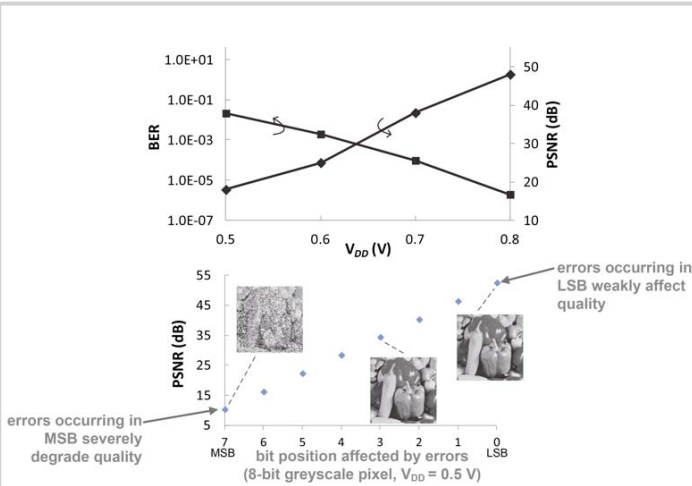 1.0E+01
1.0E-01
1.0E-03
1.0E-05
1.0E-07
BER
50
40
30
20
10
PSNR (dB)
0.5 0.6 0.7 0.8
VDD (V)
55
45
35
25
15
5
PSNR (dB)
errors occurring in
LSB weakly affect
quality
errors occurring in
MSB severely
degrade quality
7 6 5 4 3 2 1 0
MSB LSB
bit position affected by errors
(8-bit greyscale pixel, VDD = 0.5 V)